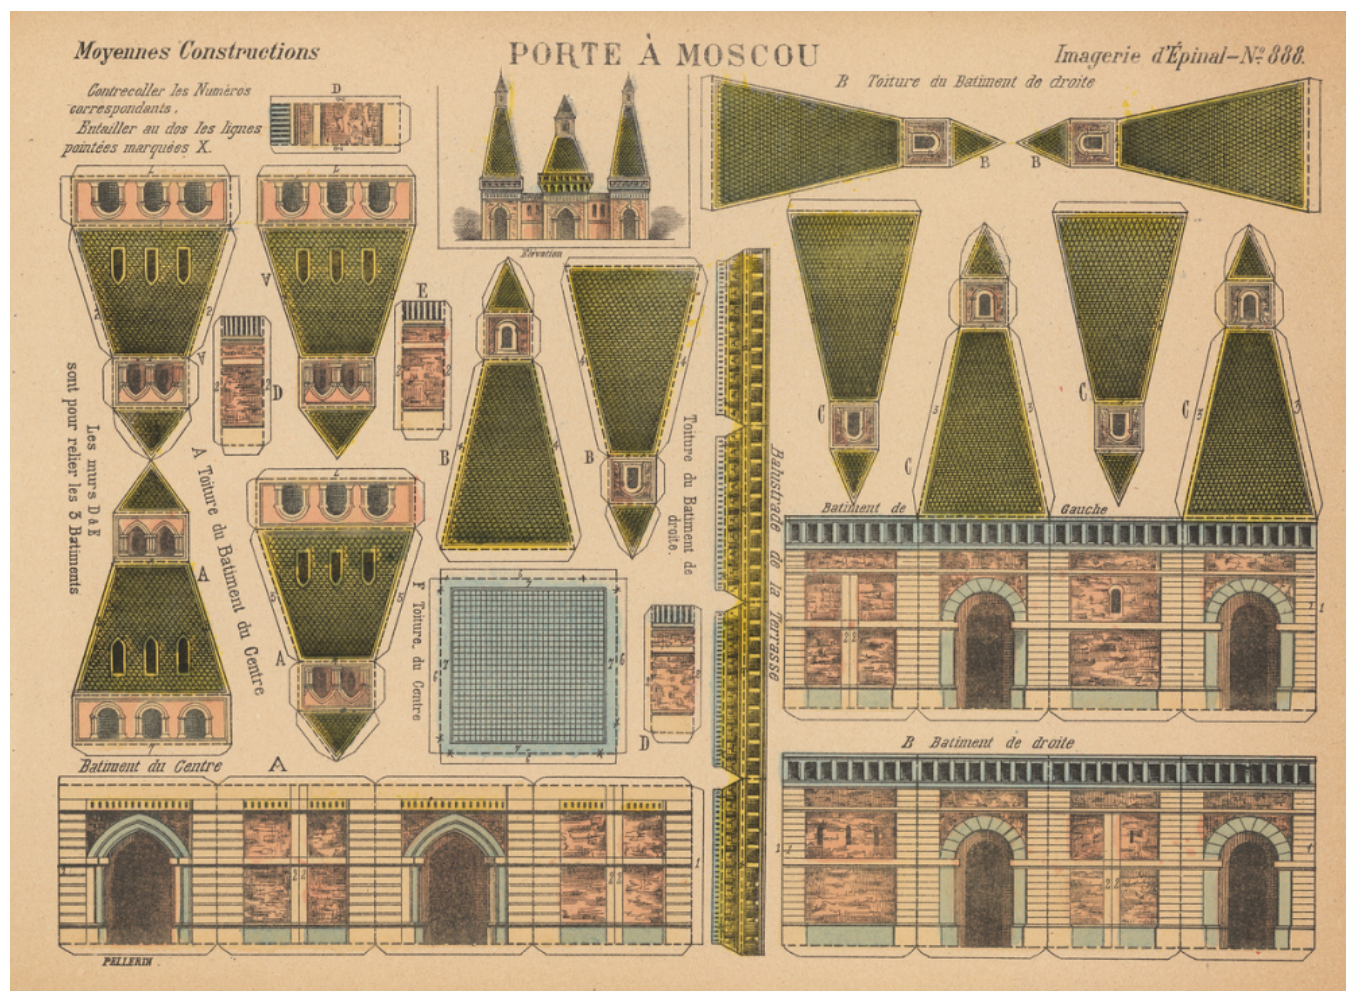 Moyennes Constructions
PORTE À MOSCOU
Imagerie d'Épinal–Nº 888.
Contrecoller les Numéros
correspondants.
Entailler au dos les lignes
pointées marquées X.
D
B Toiture du Batiment de droite
B
B
Élévation
A
A
D
E
B
B
C
C
C
C
Les murs D & E
sont pour relier les 3 Batiments
A Toiture du Batiment du Centre
A
A
Toiture du Batiment de
droite.
F Toiture du Centre
D
Balustrade de la Terrasse
Batiment de Gauche
Batiment du Centre A
B Batiment de droite
PELLERIN